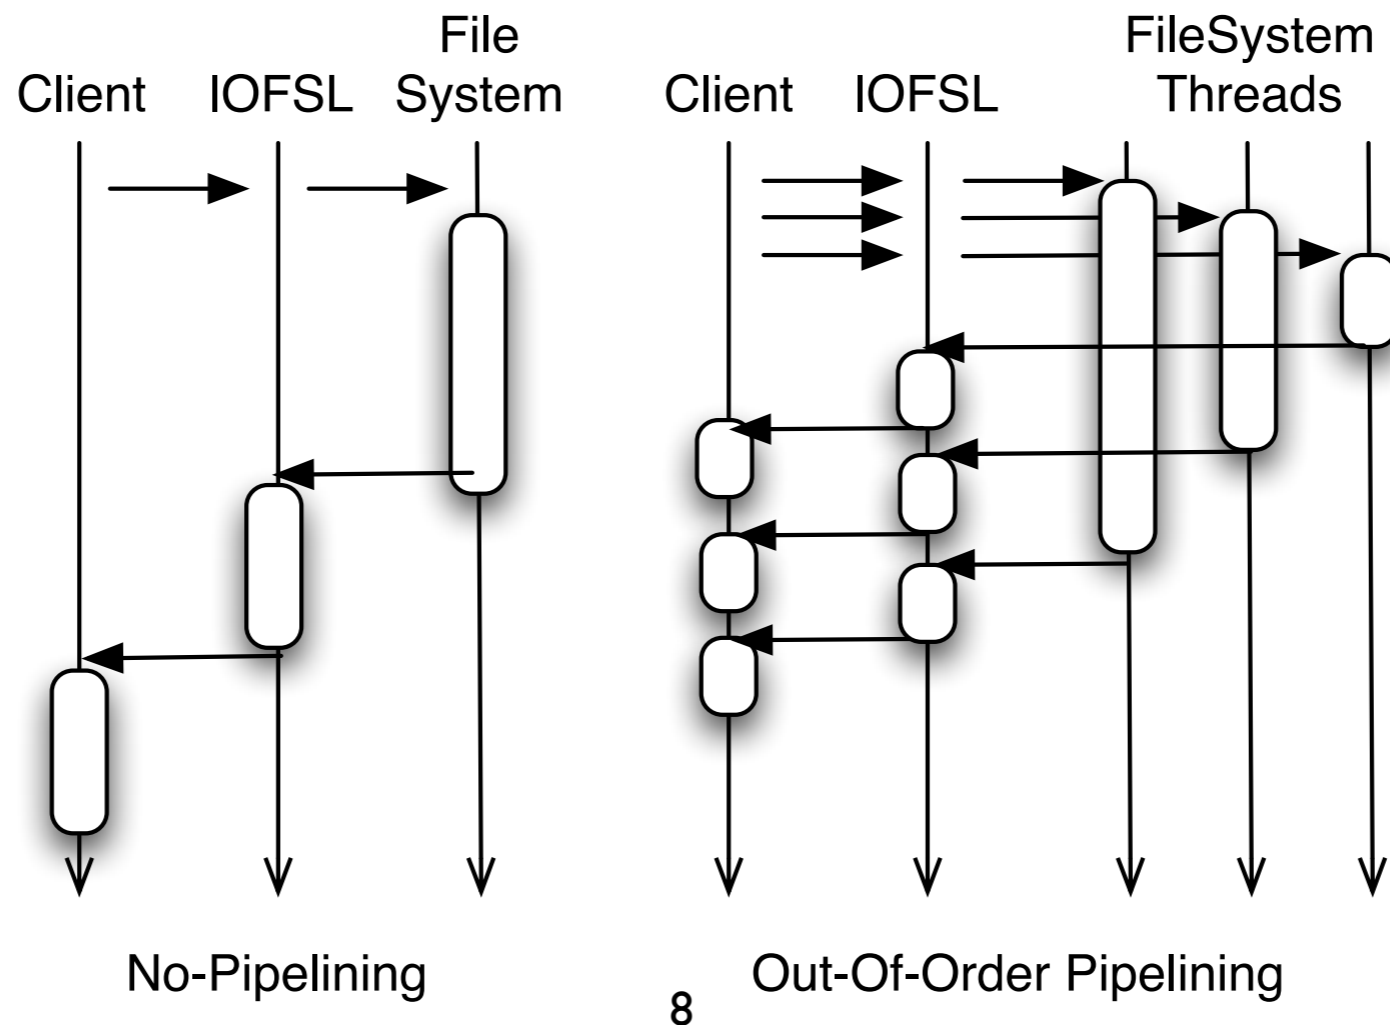 File
Client IOFSL System
FileSystem
Client IOFSL Threads
No-Pipelining
Out-Of-Order Pipelining
8